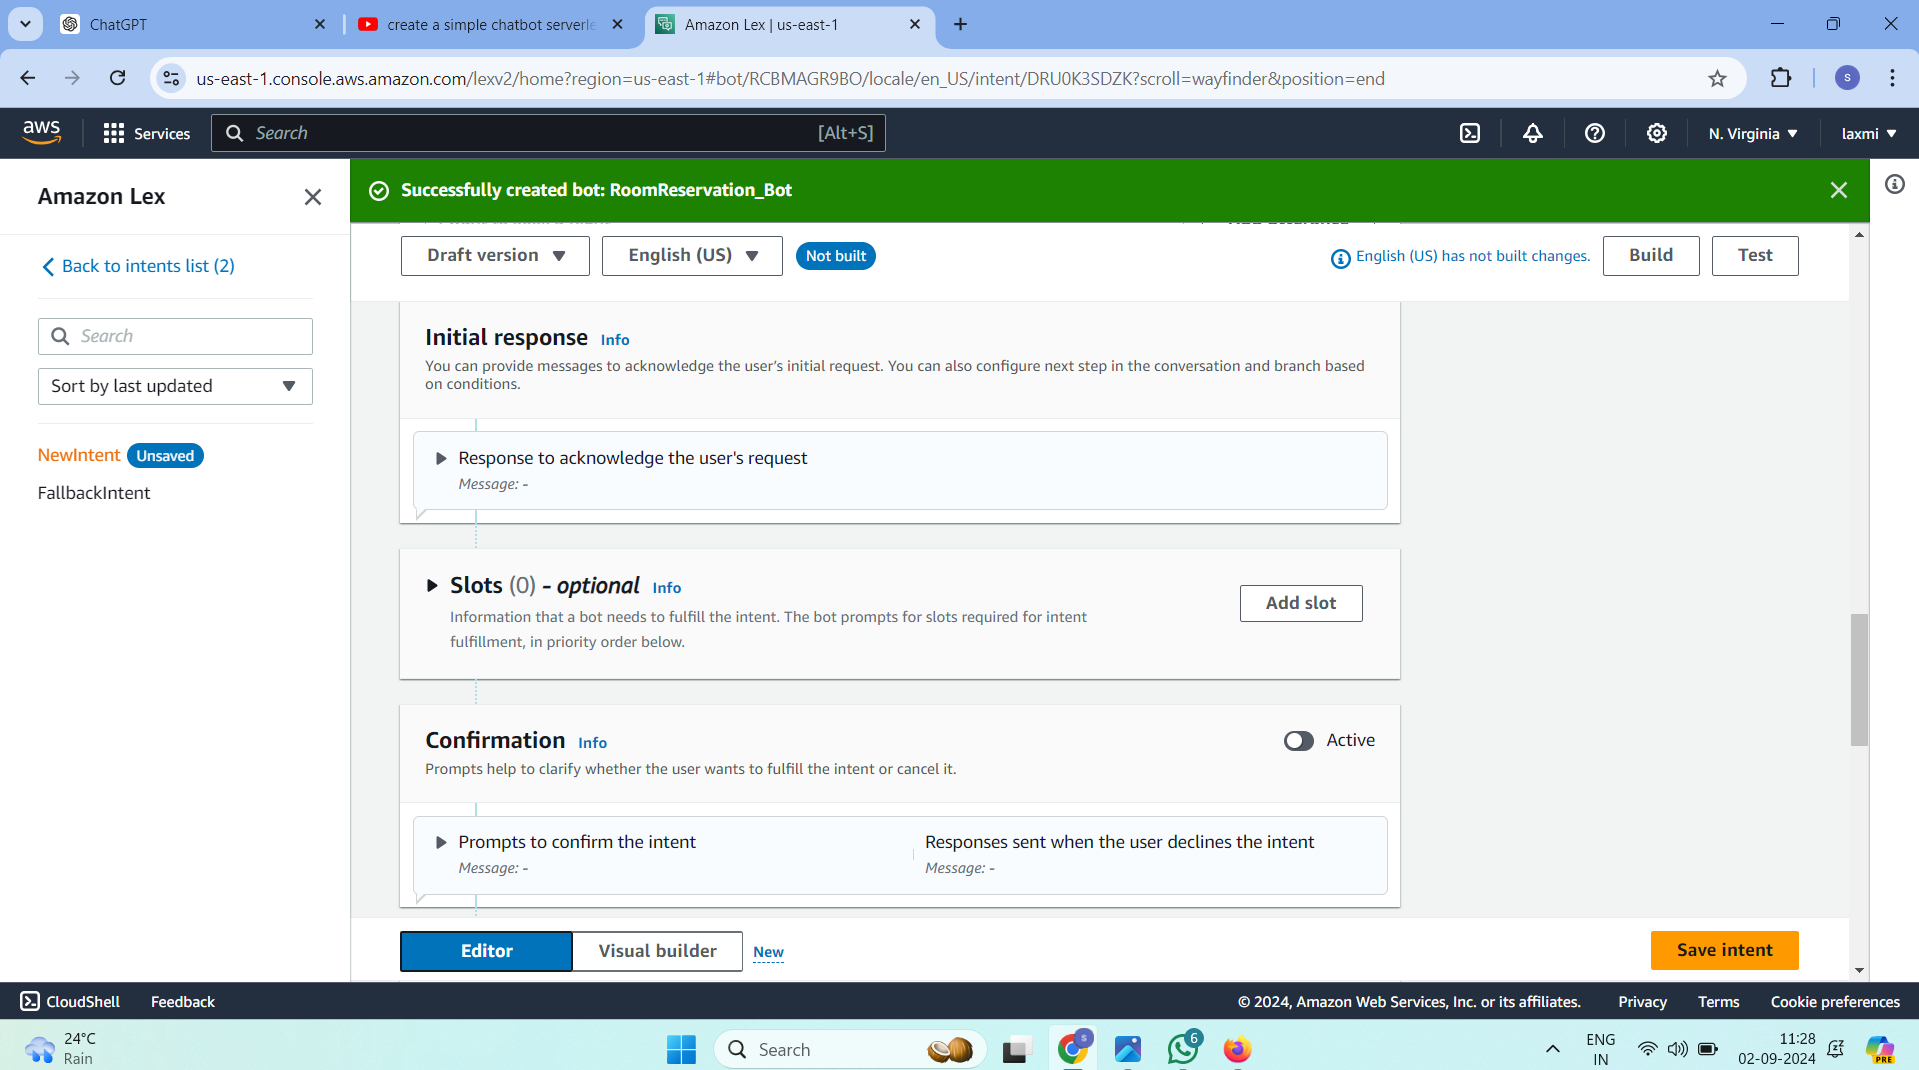 ChatGPT
create a simple chatbot serverle
Amazon Lex | us-east-1
us-east-1.console.aws.amazon.com/lexv2/home?region=us-east-1#bot/RCBMAGR9BO/locale/en_US/intent/DRU0K3SDZK?scroll=wayfinder&position=end
S
aws
Services
Search
[Alt+S]
N. Virginia
laxmi
Amazon Lex
Successfully created bot: RoomReservation_Bot
Back to intents list (2)
Draft version
English (US)
Not built
English (US) has not built changes.
Build
Test
Search
Sort by last updated
NewIntent
Unsaved
FallbackIntent
Initial response Info
You can provide messages to acknowledge the user's initial request. You can also configure next step in the conversation and branch based
on conditions.
Response to acknowledge the user's request
Message: -
Slots (0) - optional Info
Information that a bot needs to fulfill the intent. The bot prompts for slots required for intent
fulfillment, in priority order below.
Add slot
Confirmation Info
Active
Prompts help to clarify whether the user wants to fulfill the intent or cancel it.
Prompts to confirm the intent
Message: -
Responses sent when the user declines the intent
Message: -
Editor
Visual builder
New
Save intent
CloudShell
Feedback
© 2024, Amazon Web Services, Inc. or its affiliates.
Privacy
Terms
Cookie preferences
24°C
Rain
Search
S
6
ENG
IN
11:28
02-09-2024
PRE